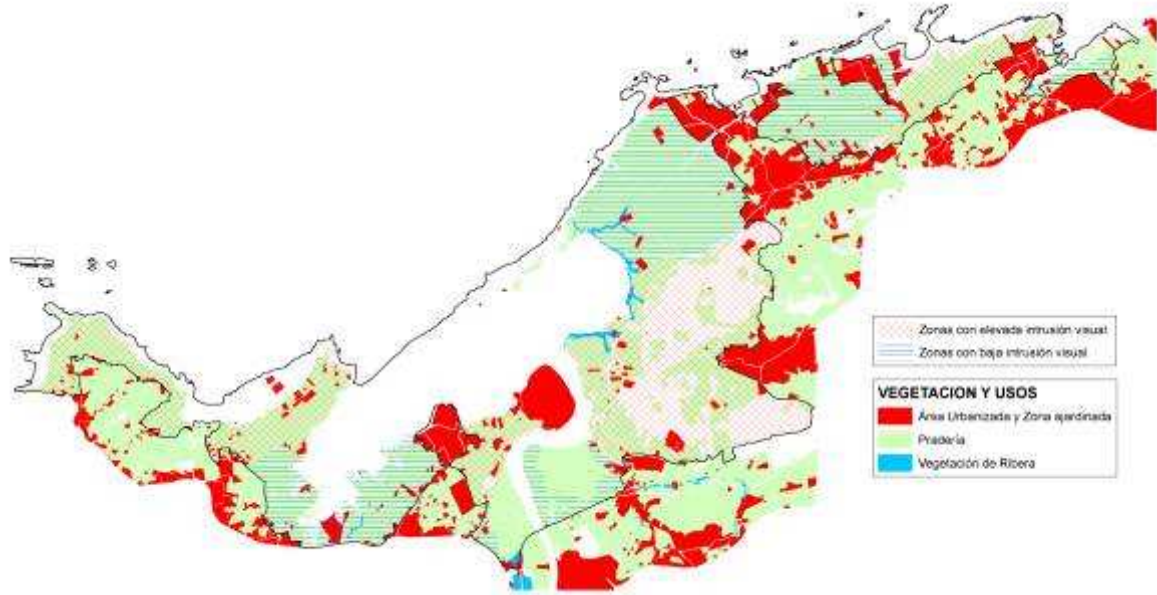 Zonas con elevada intrusión visual
Zonas con baja intrusión visual
VEGETACION Y USOS
Área Urbanizada y Zona ajardinada
Pradería
Vegetación de Ribera